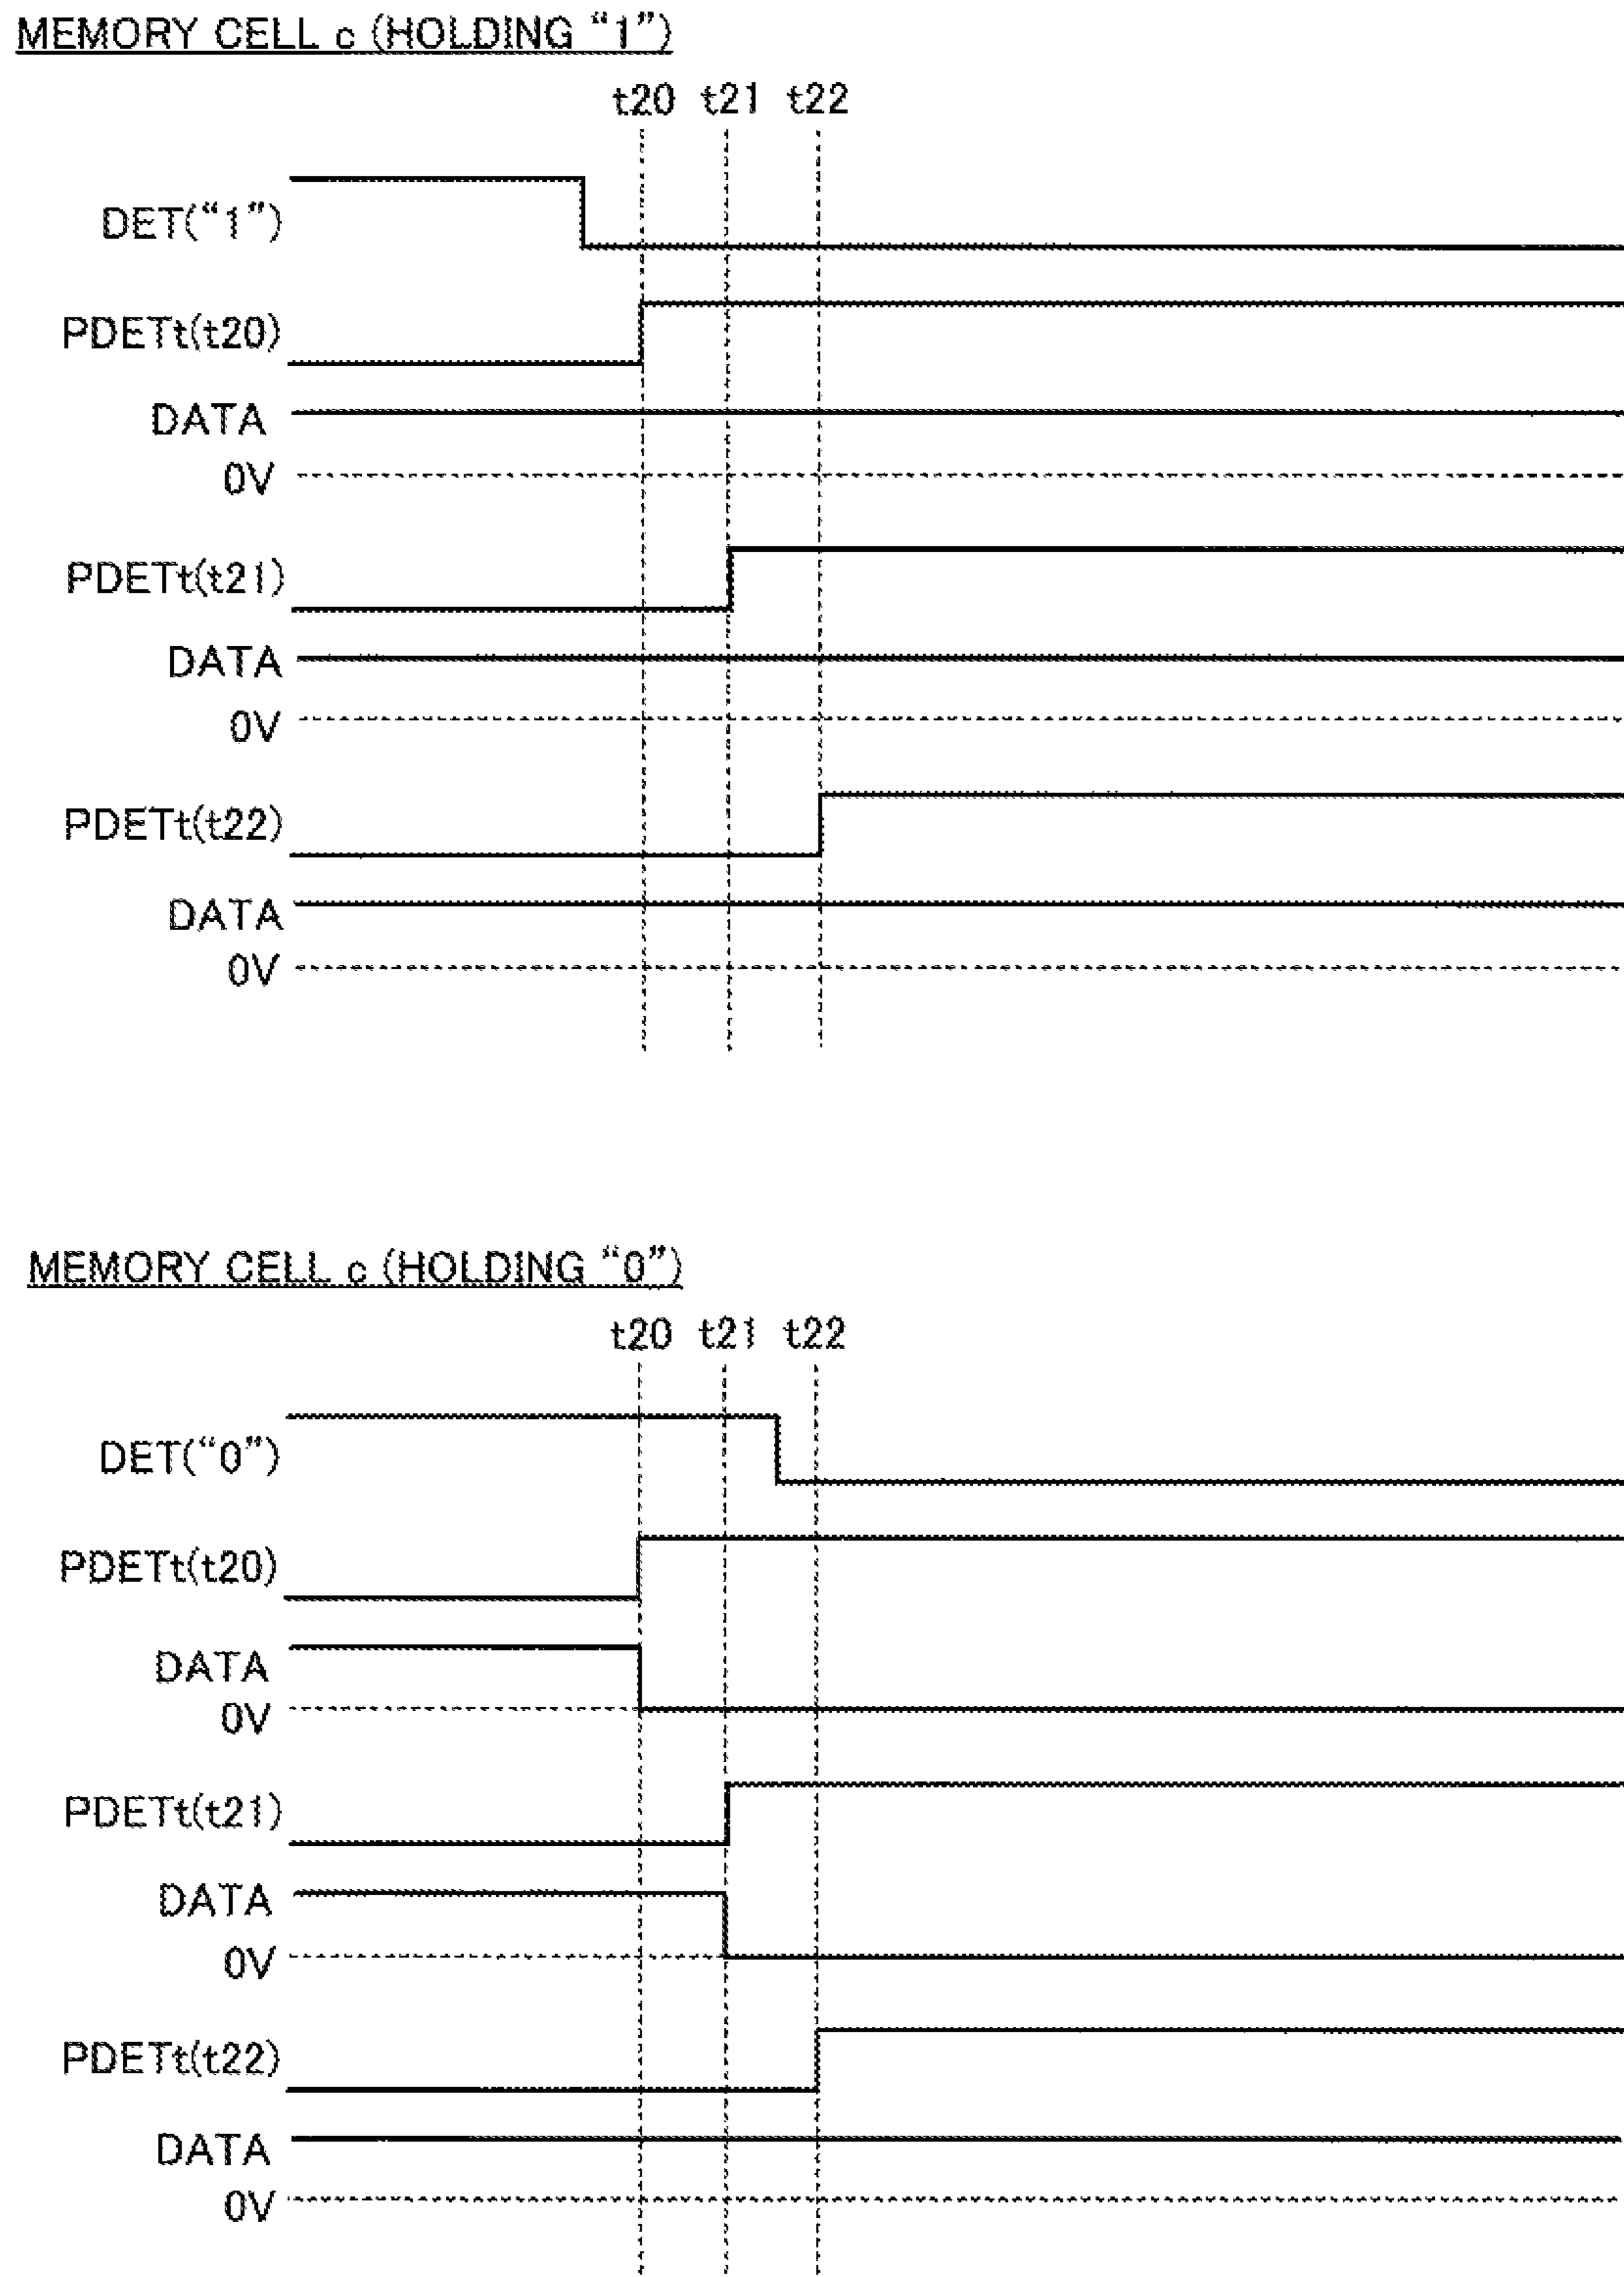 MEMORY CELL c (HOLDING “1”)
t20 t21 t22
DET(“1”)
PDETt(t20)
DATA
0V
PDETt(t21)
DATA
0V
PDETt(t22)
DATA
0V
MEMORY CELL c (HOLDING “0”)
t20 t21 t22
DET(“0”)
PDETt(t20)
DATA
0V
PDETt(t21)
DATA
0V
PDETt(t22)
DATA
0V